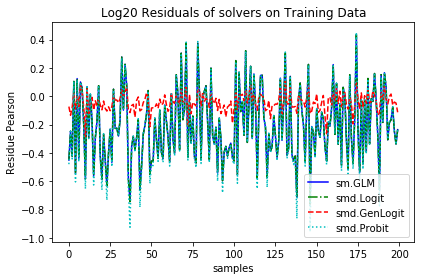 Log20 Residuals of solvers on Training Data
Residue Pearson
0.4
0.2
0.0
−0.2
−0.4
−0.6
−0.8
−1.0
0 25 50 75 100 125 150 175 200
samples
sm.GLM
smd.Logit
smd.GenLogit
smd.Probit